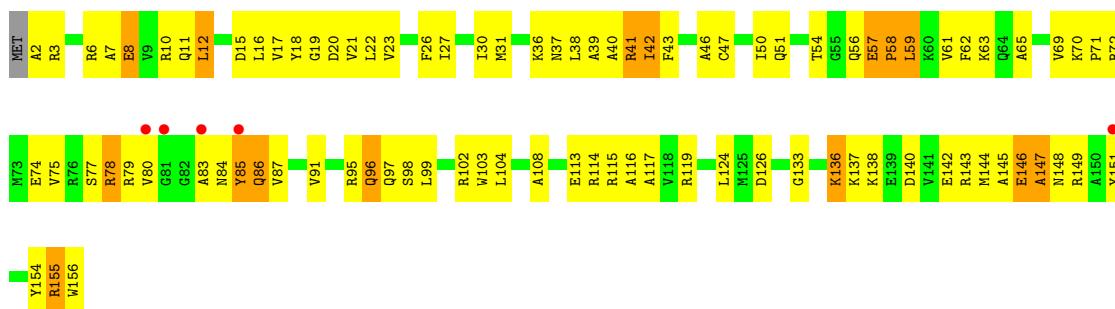 MET A2 R3 R6 A7 E8 V9 R10 Q11 L12 D15 L16 V17 Y18 G19 D20 V21 L22 V23 F26 I27 I30 M31 K36 N37 L38 A39 A40 R41 I42 F43 A46 C47 I50 Q51 T54 G55 Q56 E57 P58 L59 K60 V61 F62 K63 Q64 A65 V69 K70 P71
M73 E74 V75 R76 S77 R78 R79 V80 G81 G82 A83 N84 Y85 Q86 V87 V91 R95 Q96 Q97 S98 L99 R102 W103 L104 A108 E113 R114 R115 A116 A117 V118 R119 L124 M125 D126 G133 K136 K137 K138 E139 D140 V141 E142 R143 M144 A145 E146 A147 N148 R149 A150 Y151
Y154 R155 W156